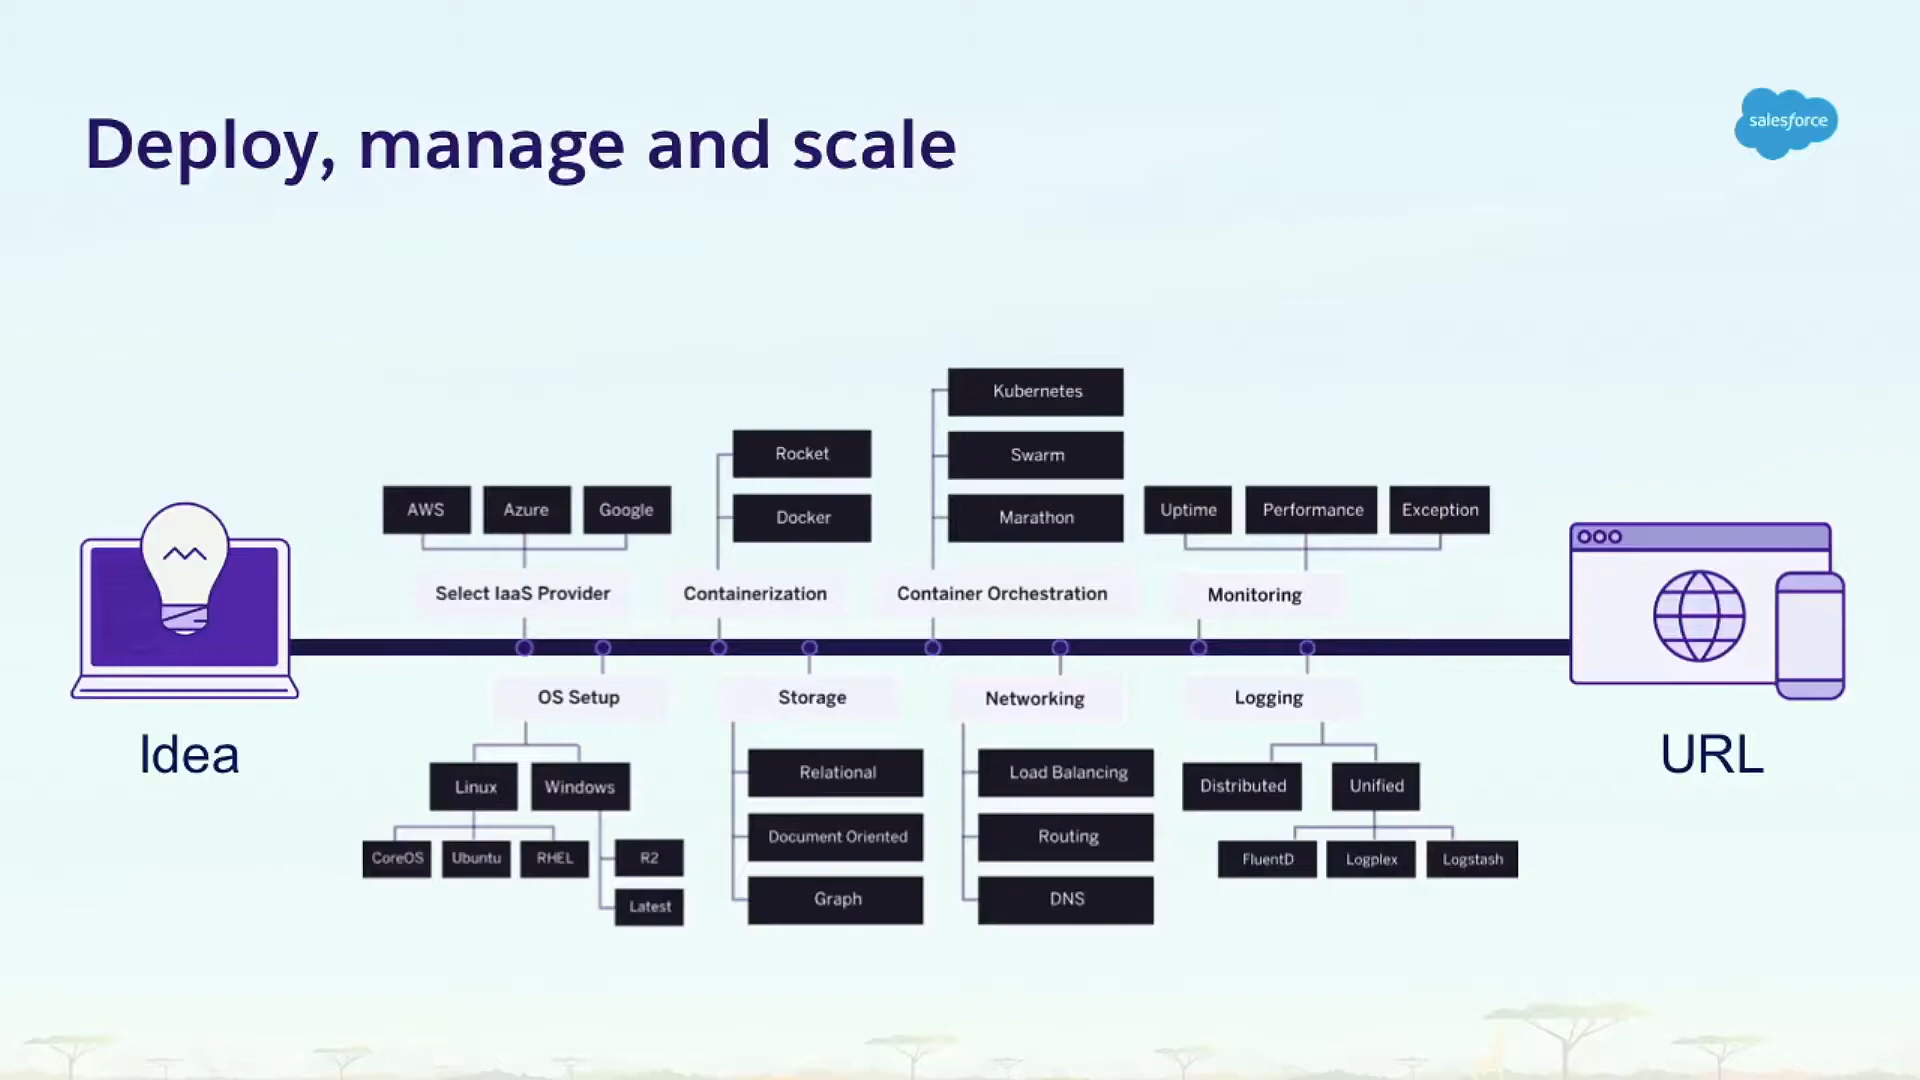 Deploy, manage and scale
salesforce
Kubernetes
Rocket
Swarm
AWS
Azure
Google
Docker
Marathon
Uptime
Performance
Exception
Select IaaS Provider
Containerization
Container Orchestration
Monitoring
OS Setup
Storage
Networking
Logging
Idea
URL
Linux
Windows
Relational
Load Balancing
Distributed
Unified
Document Oriented
Routing
CoreOS
Ubuntu
RHEL
R2
FluentD
Logplex
Logstash
Latest
Graph
DNS